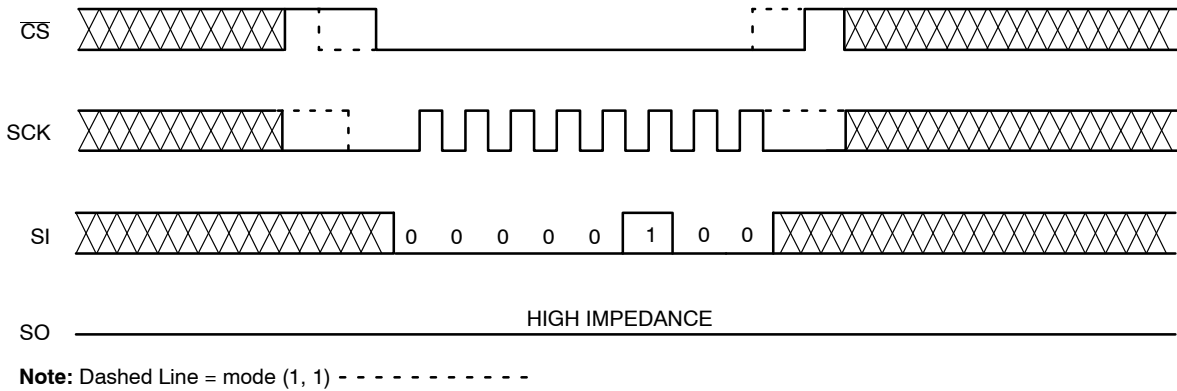 CS
SCK
SI
0 0 0 0 0 1 0 0
SO
HIGH IMPEDANCE
Note: Dashed Line = mode (1, 1) - - - - - - - - - - -